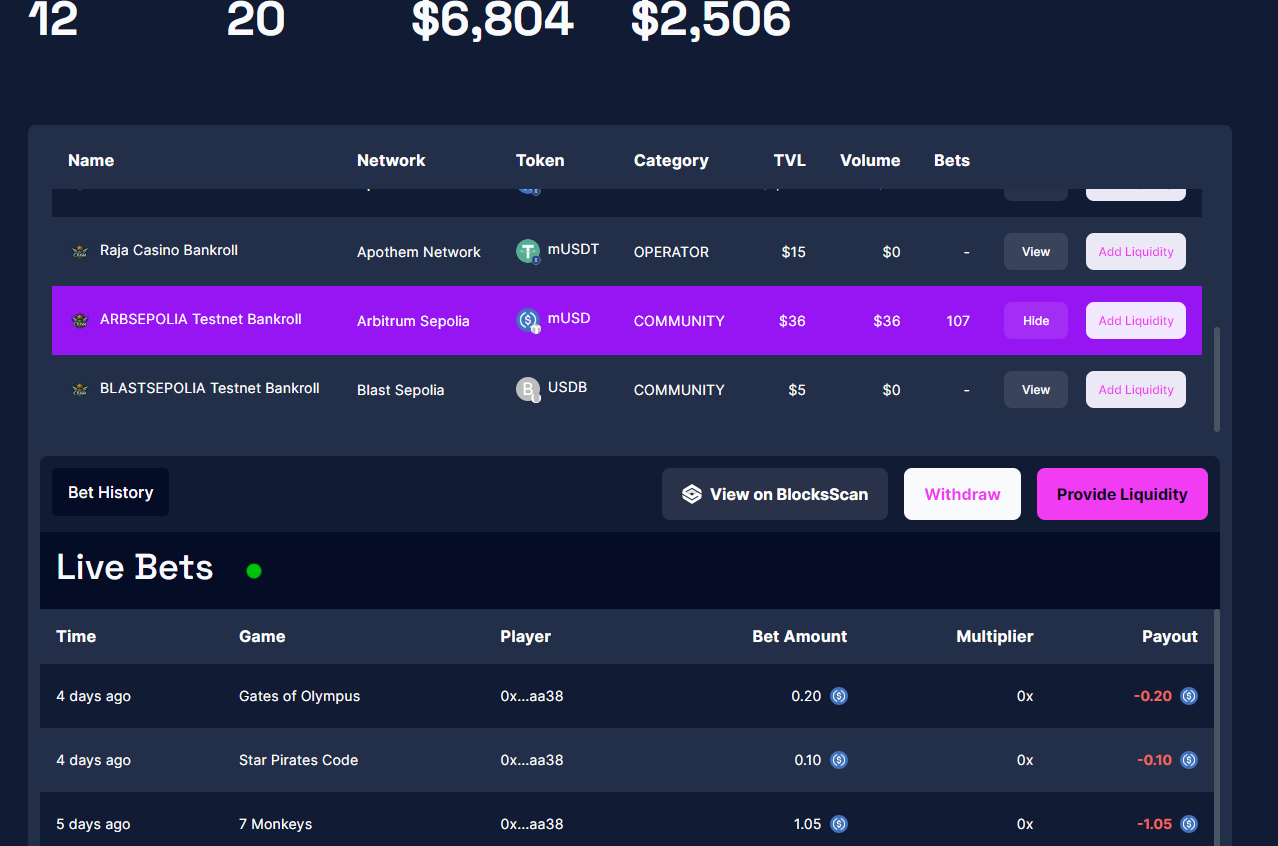 12 20 $6,804 $2,506
Name Network Token Category TVL Volume Bets
Raja Casino Bankroll Apothem Network mUSDT OPERATOR $15 $0 - View Add Liquidity
ARBSEPOLIA Testnet Bankroll Arbitrum Sepolia mUSD COMMUNITY $36 $36 107 Hide Add Liquidity
BLASTSEPOLIA Testnet Bankroll Blast Sepolia USDB COMMUNITY $5 $0 - View Add Liquidity
Bet History View on BlocksScan Withdraw Provide Liquidity
Live Bets
Time Game Player Bet Amount Multiplier Payout
4 days ago Gates of Olympus 0x...aa38 0.20 0x -0.20
4 days ago Star Pirates Code 0x...aa38 0.10 0x -0.10
5 days ago 7 Monkeys 0x...aa38 1.05 0x -1.05